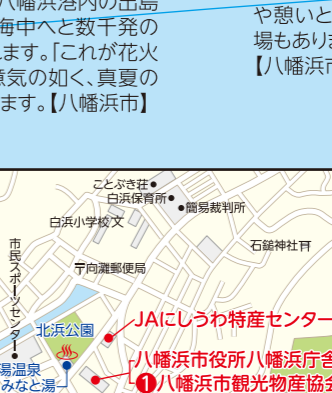 八幡浜港内の出島
海中へと数千発の
れます。「これが花火
意気の如く、真夏の
ます。【八幡浜市】
や憩いと
場もありま
【八幡浜市
ことぶき荘
白浜保育所
簡易裁判所
白浜小学校文
石鎚神社
市民スポーツセンター
〒向灘郵便局
北浜公園
JAにしうわ特産センター
八幡浜市役所八幡浜庁舎
❶八幡浜市観光物産協会
湯温泉
みなと湯